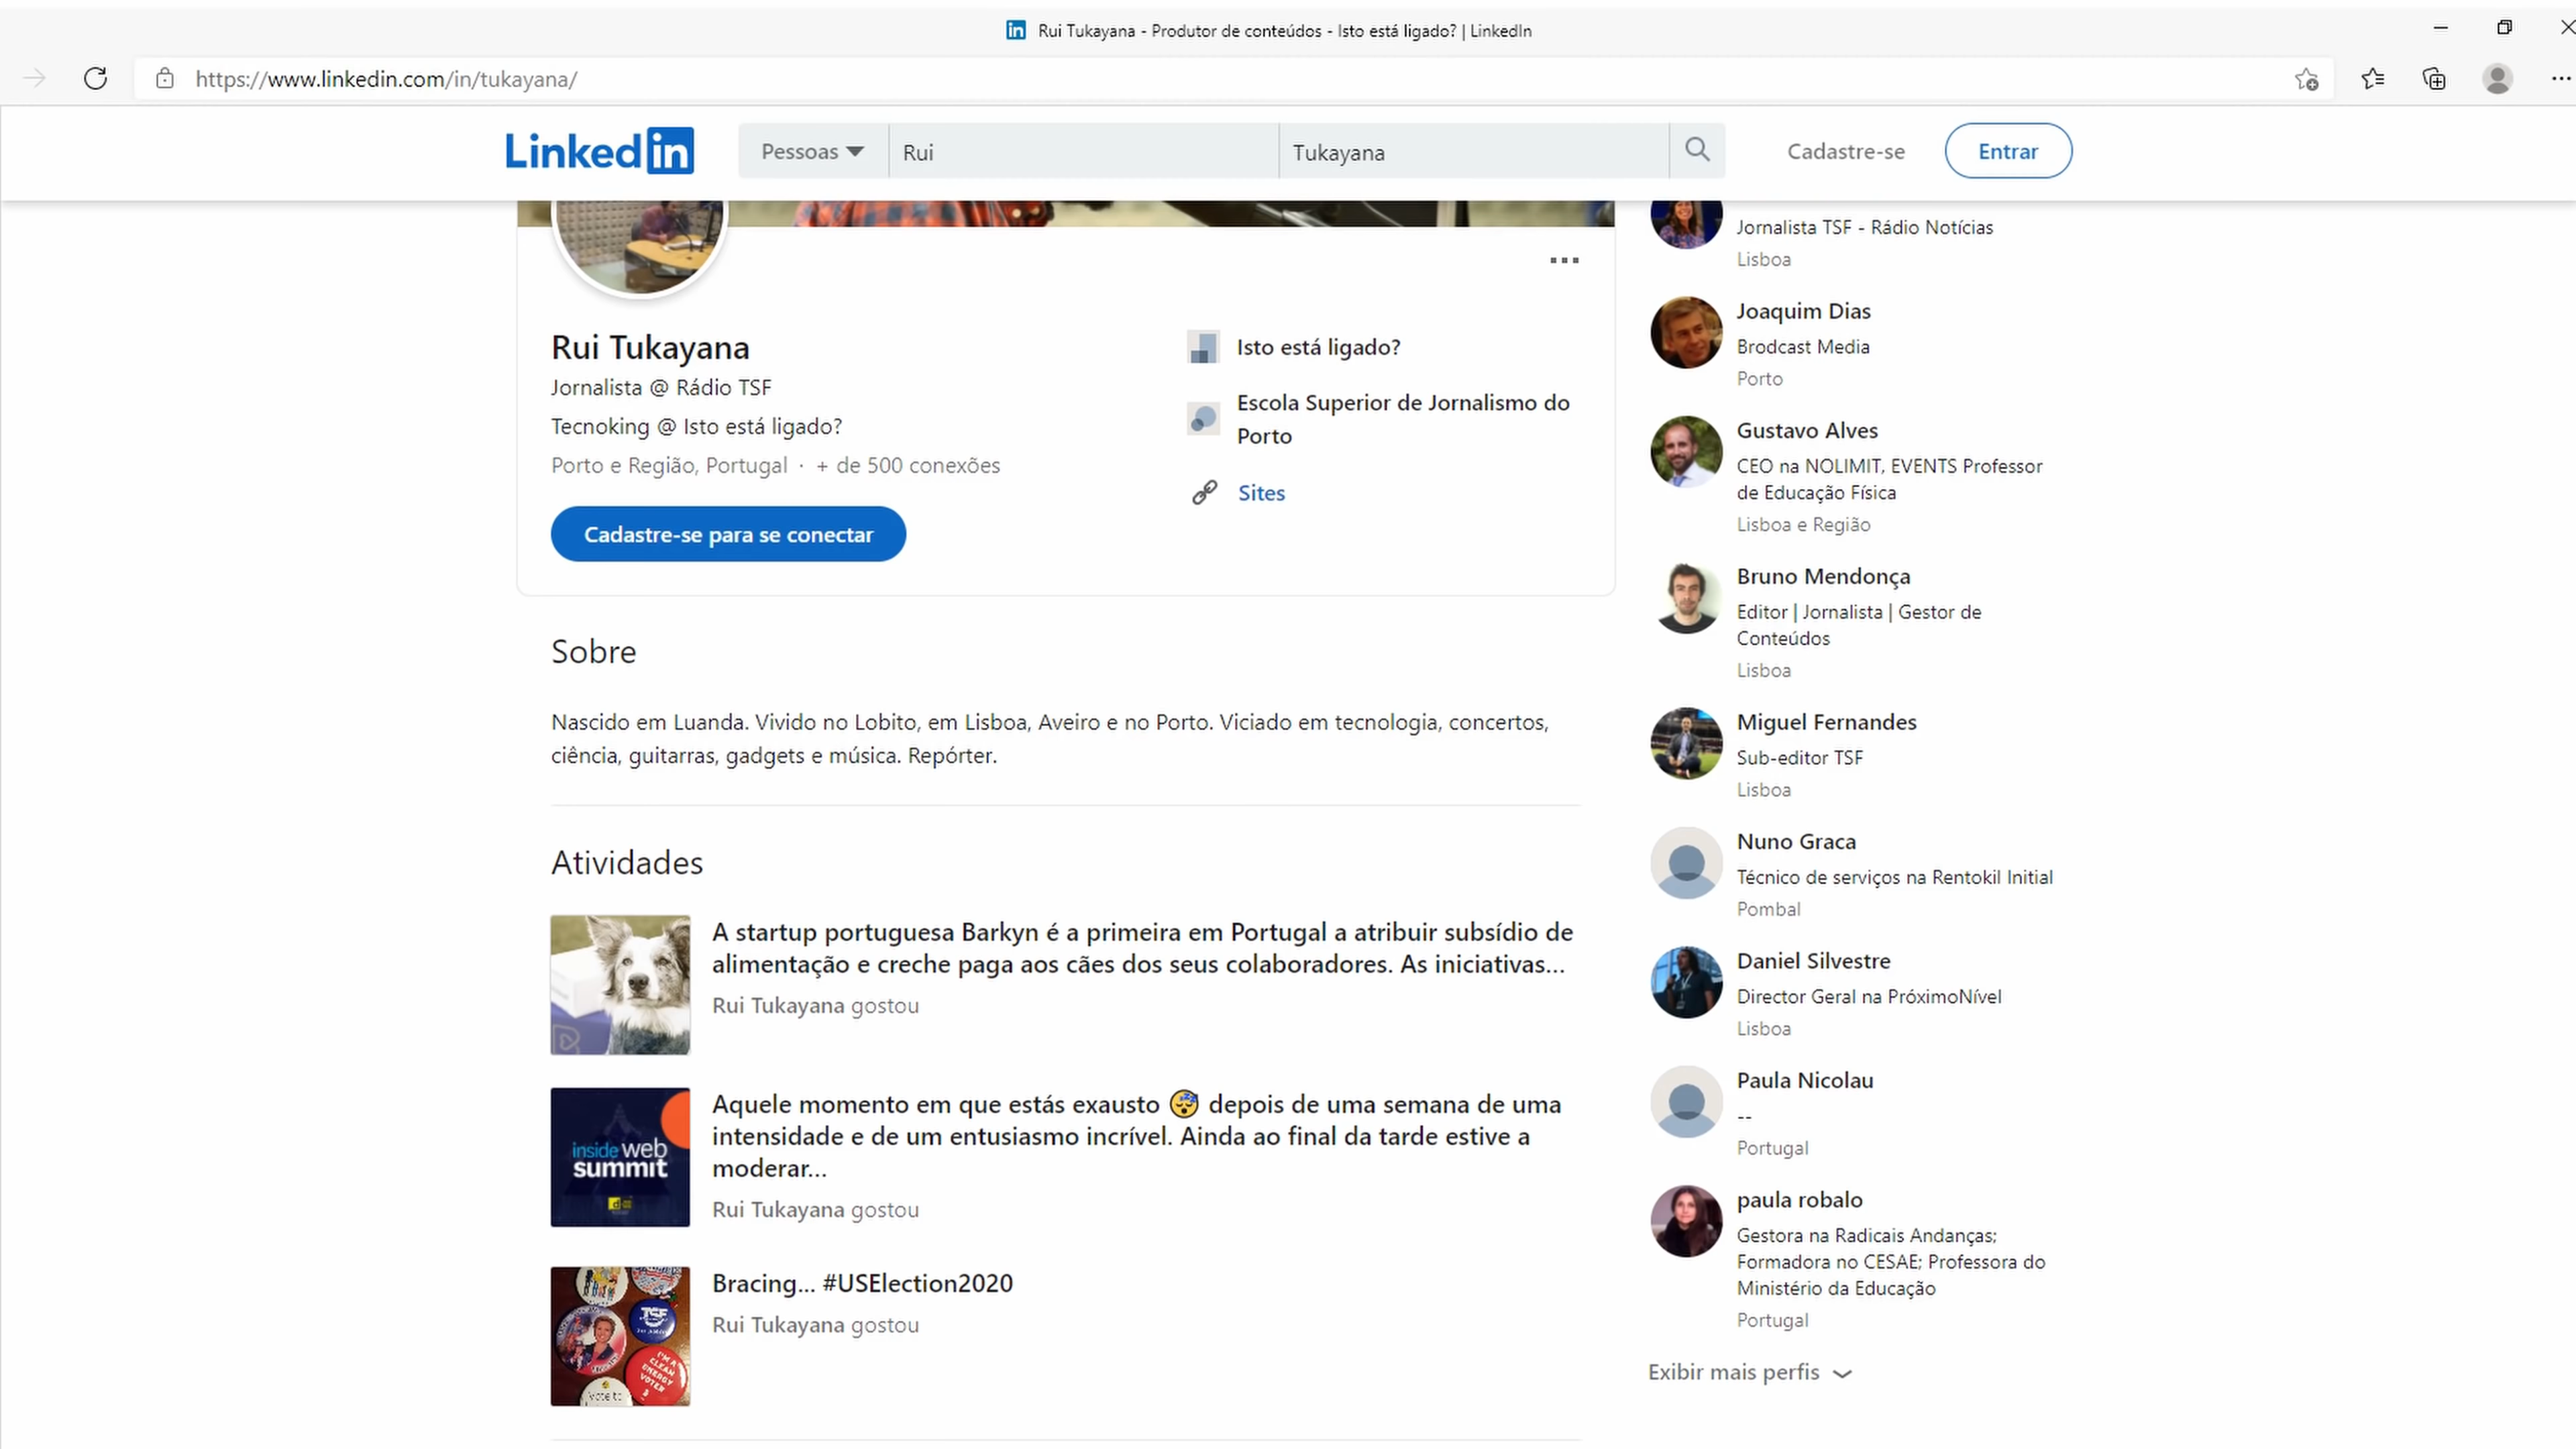 Rui Tukayana - Produtor de conteúdos - Isto está ligado? | LinkedIn
https://www.linkedin.com/in/tukayana/
Linked in
Pessoas
Rui
Tukayana
Cadastre-se
Entrar
Rui Tukayana
Jornalista @ Rádio TSF
Tecnoking @ Isto está ligado?
Porto e Região, Portugal · + de 500 conexões
Cadastre-se para se conectar
Isto está ligado?
Escola Superior de Jornalismo do
Porto
Sites
Sobre
Nascido em Luanda. Vivido no Lobito, em Lisboa, Aveiro e no Porto. Viciado em tecnologia, concertos,
ciência, guitarras, gadgets e música. Repórter.
Atividades
A startup portuguesa Barkyn é a primeira em Portugal a atribuir subsídio de
alimentação e creche paga aos cães dos seus colaboradores. As iniciativas...
Rui Tukayana gostou
inside web
summit
Aquele momento em que estás exausto 😴 depois de uma semana de uma
intensidade e de um entusiasmo incrível. Ainda ao final da tarde estive a
moderar...
Rui Tukayana gostou
TSF
I'M A
CLEAN
ENERGY
VOTER
Vote
Bracing... #USElection2020
Rui Tukayana gostou
Jornalista TSF - Rádio Notícias
Lisboa
Joaquim Dias
Brodcast Media
Porto
Gustavo Alves
CEO na NOLIMIT, EVENTS Professor
de Educação Física
Lisboa e Região
Bruno Mendonça
Editor | Jornalista | Gestor de
Conteúdos
Lisboa
Miguel Fernandes
Sub-editor TSF
Lisboa
Nuno Graca
Técnico de serviços na Rentokil Initial
Pombal
Daniel Silvestre
Director Geral na PróximoNível
Lisboa
Paula Nicolau
--
Portugal
paula robalo
Gestora na Radicais Andanças;
Formadora no CESAE; Professora do
Ministério da Educação
Portugal
Exibir mais perfis